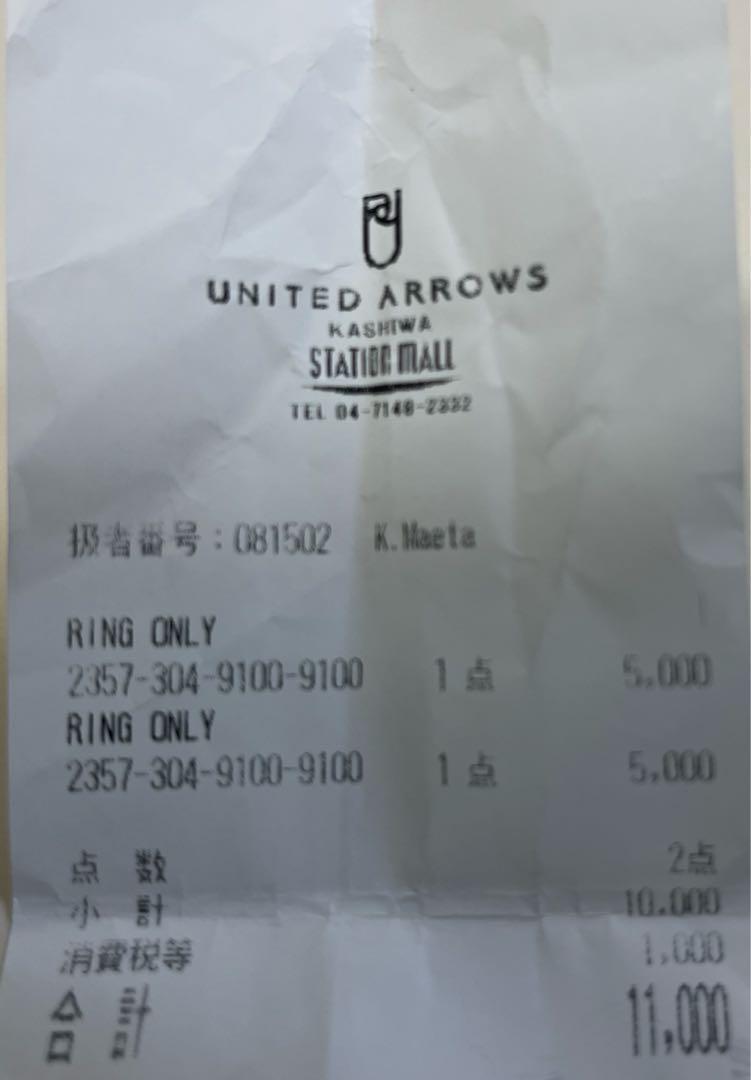 UNITED ARROWS
KASHIWA
STATION MALL
TEL 04-7148-2332
扱者番号：081502 K.Maeta
RING ONLY
2357-304-9100-9100 1点 5,000
RING ONLY
2357-304-9100-9100 1点 5,000
点 数 2点
小 計 10,000
消費税等 1,000
合 計 11,000